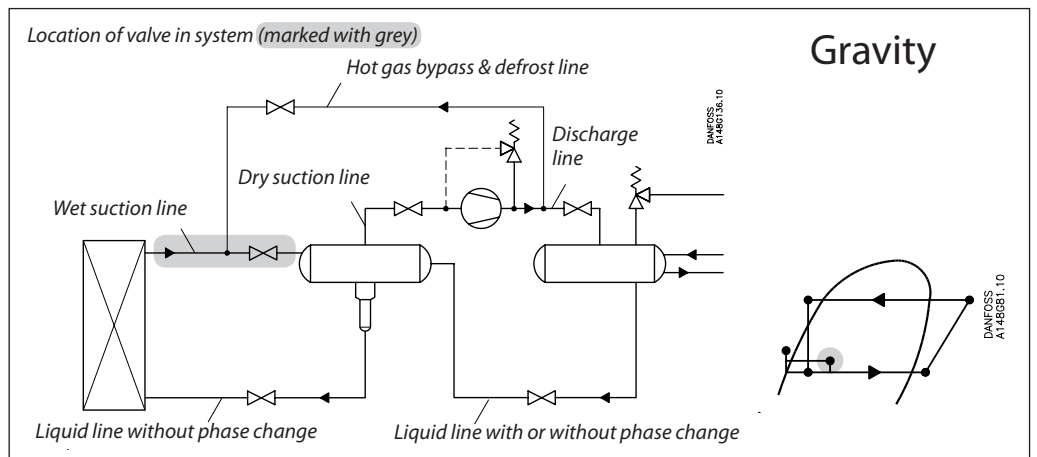 Location of valve in system (marked with grey)
Gravity
Hot gas bypass & defrost line
DANFOSS
A148G136.10
Discharge
line
Dry suction line
Wet suction line
DANFOSS
A148G81.10
Liquid line without phase change
Liquid line with or without phase change